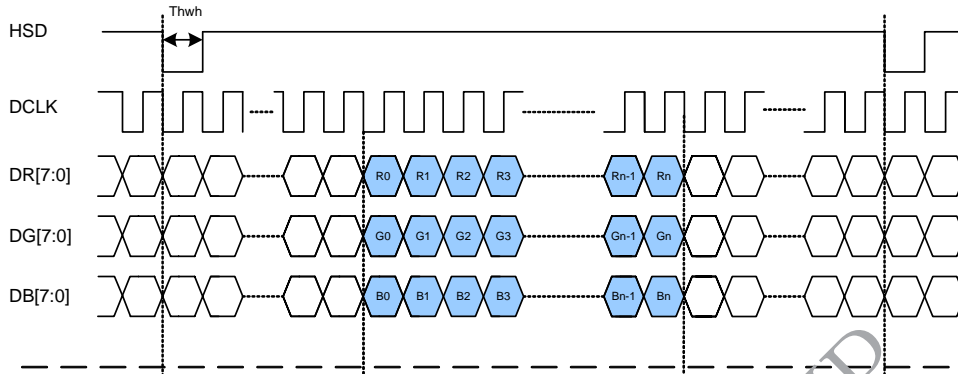 Thwh
HSD
DCLK
DR[7:0] R0 R1 R2 R3 Rn-1 Rn
DG[7:0] G0 G1 G2 G3 Gn-1 Gn
DB[7:0] B0 B1 B2 B3 Bn-1 Bn